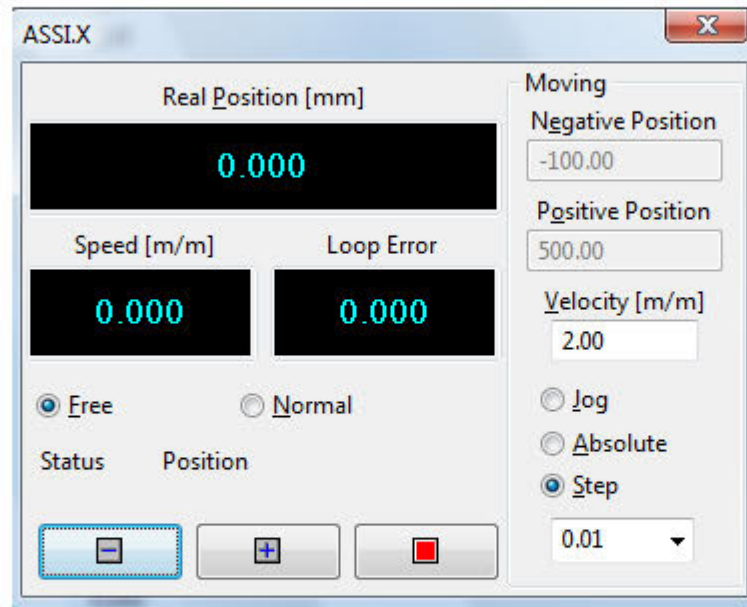 ASSI.X
Real Position [mm]
0.000
Speed [m/m]
Loop Error
0.000
0.000
Free
Normal
Status
Position
Moving
Negative Position
-100.00
Positive Position
500.00
Velocity [m/m]
2.00
Jog
Absolute
Step
0.01